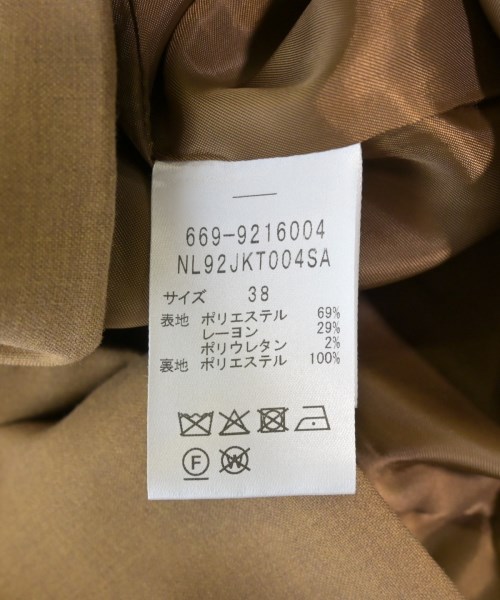 669-9216004
NL92JKT004SA
サイズ 38
表地 ポリエステル 69%
レーヨン 29%
ポリウレタン 2%
裏地 ポリエステル 100%
F W